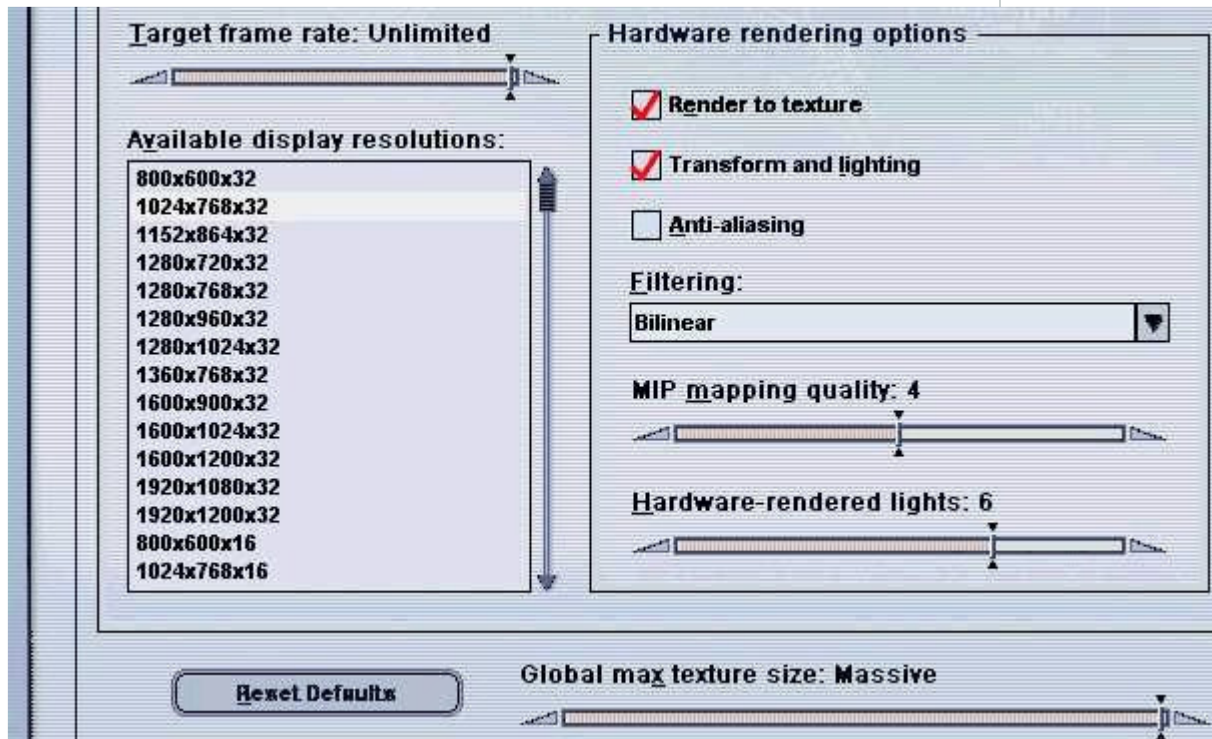 Target frame rate: Unlimited
Available display resolutions:
800x600x32
1024x768x32
1152x864x32
1280x720x32
1280x768x32
1280x960x32
1280x1024x32
1360x768x32
1600x900x32
1600x1024x32
1600x1200x32
1920x1080x32
1920x1200x32
800x600x16
1024x768x16
Hardware rendering options
Render to texture
Transform and lighting
Anti-aliasing
Filtering:
Bilinear
MIP mapping quality: 4
Hardware-rendered lights: 6
Reset Defaults
Global max texture size: Massive